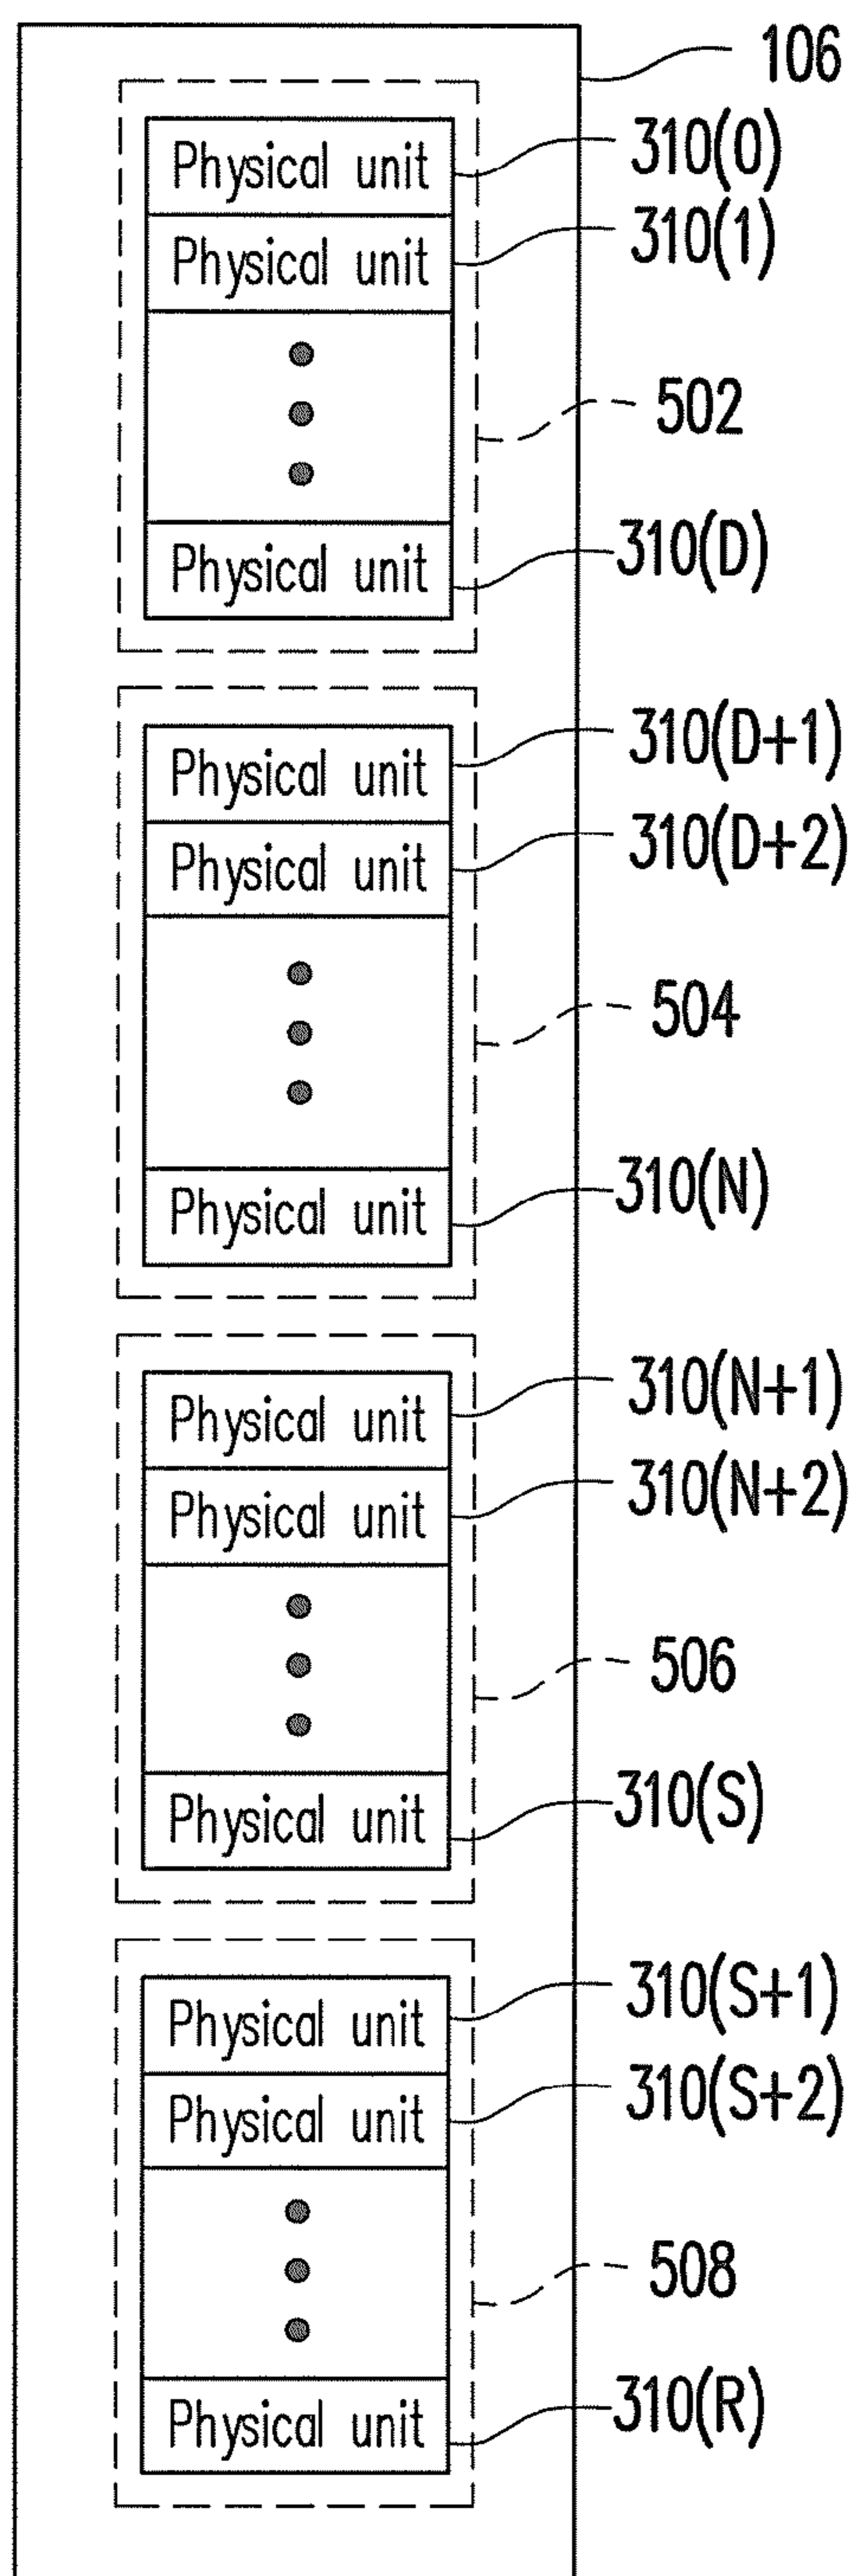 106
Physical unit 310(0)
Physical unit 310(1)
502
Physical unit 310(D)
Physical unit 310(D+1)
Physical unit 310(D+2)
504
Physical unit 310(N)
Physical unit 310(N+1)
Physical unit 310(N+2)
506
Physical unit 310(S)
Physical unit 310(S+1)
Physical unit 310(S+2)
508
Physical unit 310(R)